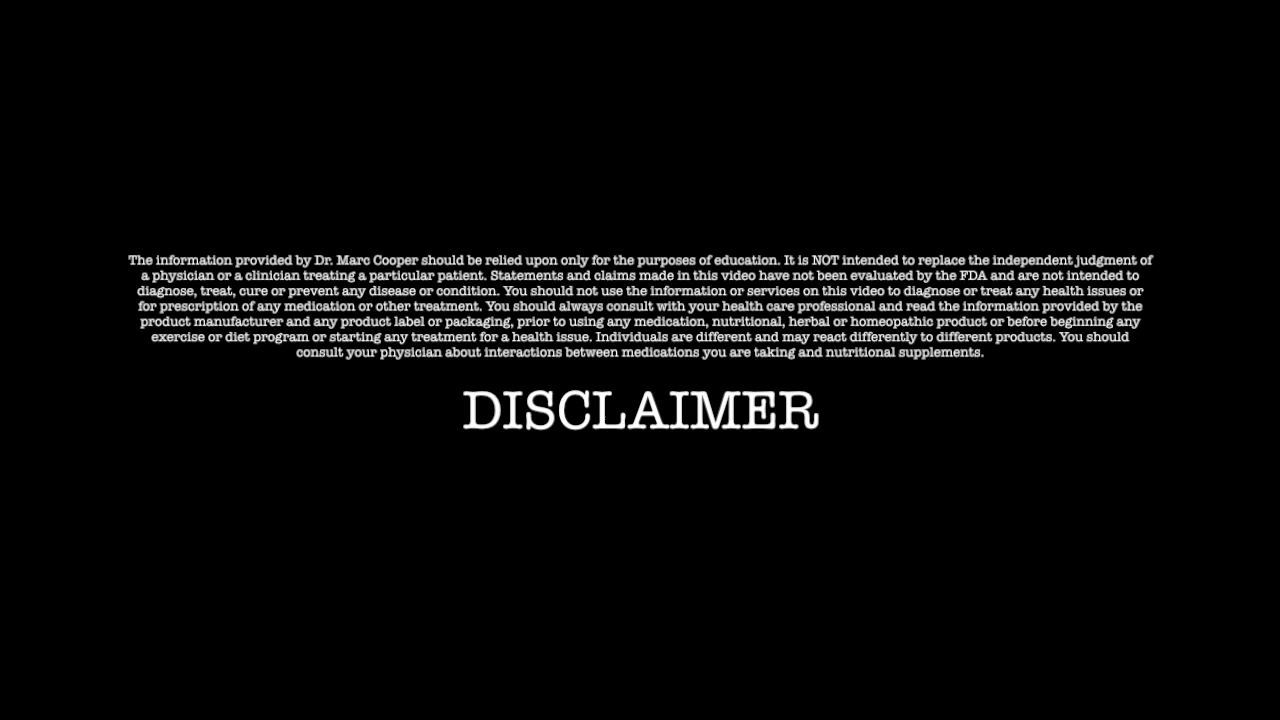 The information provided by Dr. Marc Cooper should be relied upon only for the purposes of education. It is NOT intended to replace the independent judgment of
a physician or a clinician treating a particular patient. Statements and claims made in this video have not been evaluated by the FDA and are not intended to
diagnose, treat, cure or prevent any disease or condition. You should not use the information or services on this video to diagnose or treat any health issues or
for prescription of any medication or other treatment. You should always consult with your health care professional and read the information provided by the
product manufacturer and any product label or packaging, prior to using any medication, nutritional, herbal or homeopathic product or before beginning any
exercise or diet program or starting any treatment for a health issue. Individuals are different and may react differently to different products. You should
consult your physician about interactions between medications you are taking and nutritional supplements.
DISCLAIMER